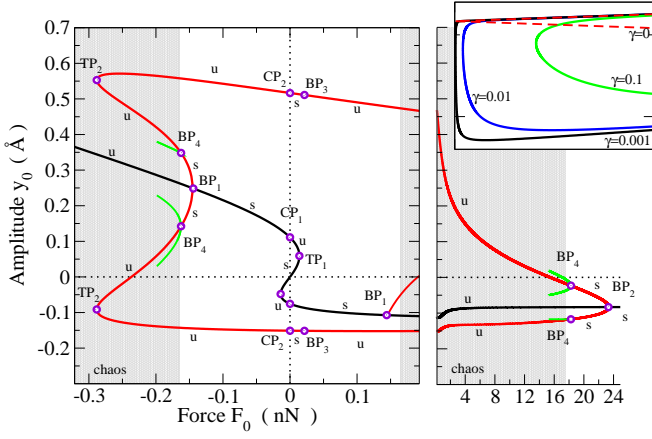 0.7
0.6
0.5
0.4
0.3
0.2
0.1
0
-0.1
-0.2
Amplitude y0 (Å)
TP2
u
u
CP2
BP3
s
u
BP4
s
u
BP1
s
s
CP1
u
TP1
s
BP4
u
u
TP2
u
BP1
s
u
CP2
s
BP3
u
chaos
-0.3
-0.2
-0.1
0
0.1
Force F0 ( nN )
γ=0
γ=0.1
γ=0.01
γ=0.001
u
u
BP4
s
BP2
u
s
u
BP4
s
chaos
4
8
12
16
20
24